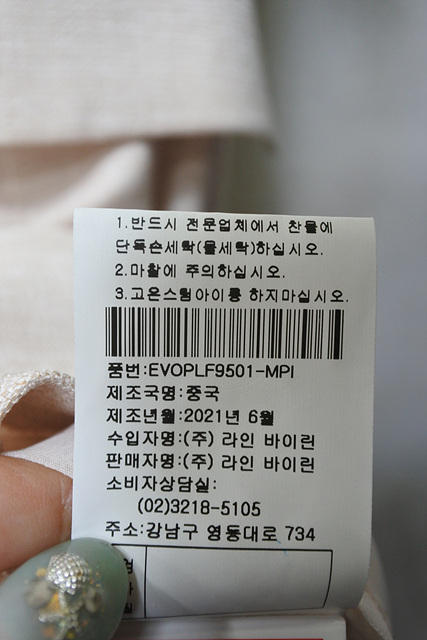 1.반드시 전문업체에서 찬물에
단독손세탁(물세탁)하십시오.
2.마찰에 주의하십시오.
3.고온스팀아이롱 하지마십시오.
품번:EVOPLF9501-MPI
제조국명:중국
제조년월:2021년 6월
수입자명:(주) 라인 바이린
판매자명:(주) 라인 바이린
소비자상담실:
(02)3218-5105
주소:강남구 영동대로 734